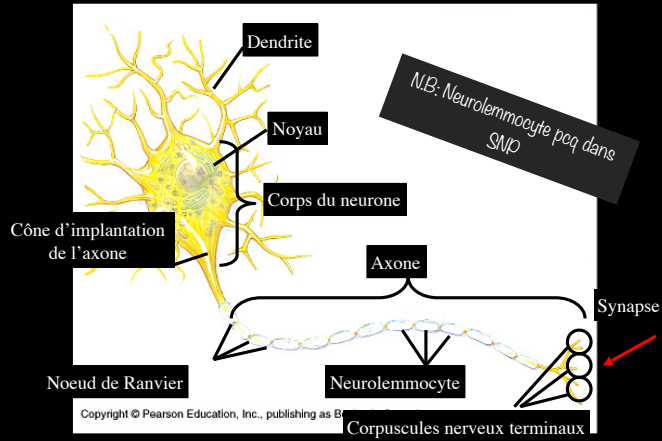 Dendrite
N.B: Neurolemmocyte pcq dans
SNP
Noyau
Corps du neurone
Cône d’implantation
de l’axone
Axone
Synapse
Noeud de Ranvier
Neurolemmocyte
Copyright © Pearson Education, Inc., publishing as
Corpuscules nerveux terminaux